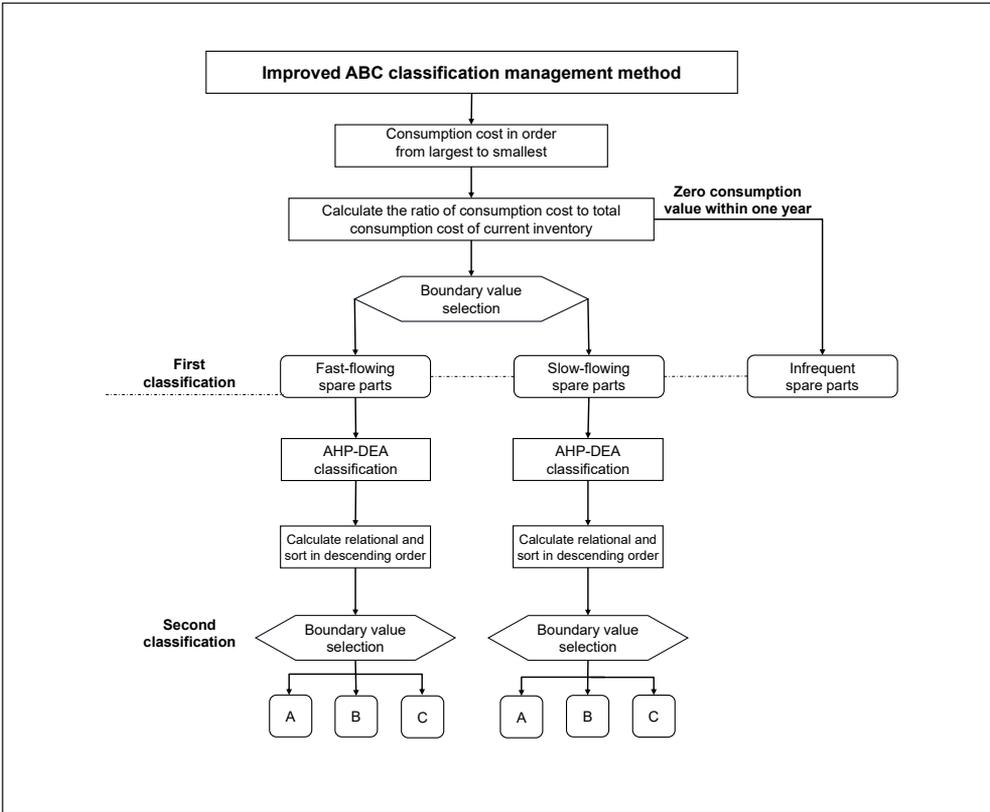 Improved ABC classification management method
Consumption cost in order
from largest to smallest
Calculate the ratio of consumption cost to total
consumption cost of current inventory
Zero consumption
value within one year
Boundary value
selection
First
classification
Fast-flowing
spare parts
Slow-flowing
spare parts
Infrequent
spare parts
AHP-DEA
classification
AHP-DEA
classification
Calculate relational and
sort in descending order
Calculate relational and
sort in descending order
Second
classification
Boundary value
selection
Boundary value
selection
A
B
C
A
B
C